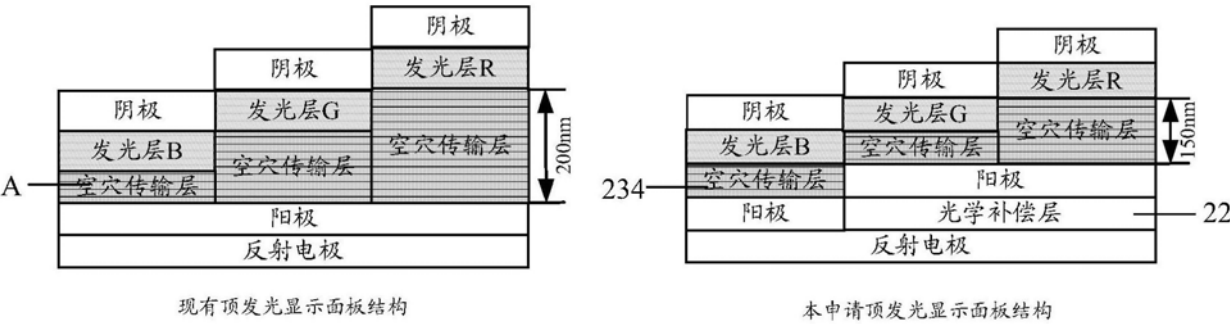 阴极
阴极
发光层R
阴极
发光层G
发光层B
空穴传输层
空穴传输层
A
空穴传输层
200nm
阳极
反射电极
现有顶发光显示面板结构
阴极
阴极
发光层R
阴极
发光层G
发光层B
空穴传输层
空穴传输层
150nm
234
空穴传输层
阳极
阳极
光学补偿层
22
反射电极
本申请顶发光显示面板结构